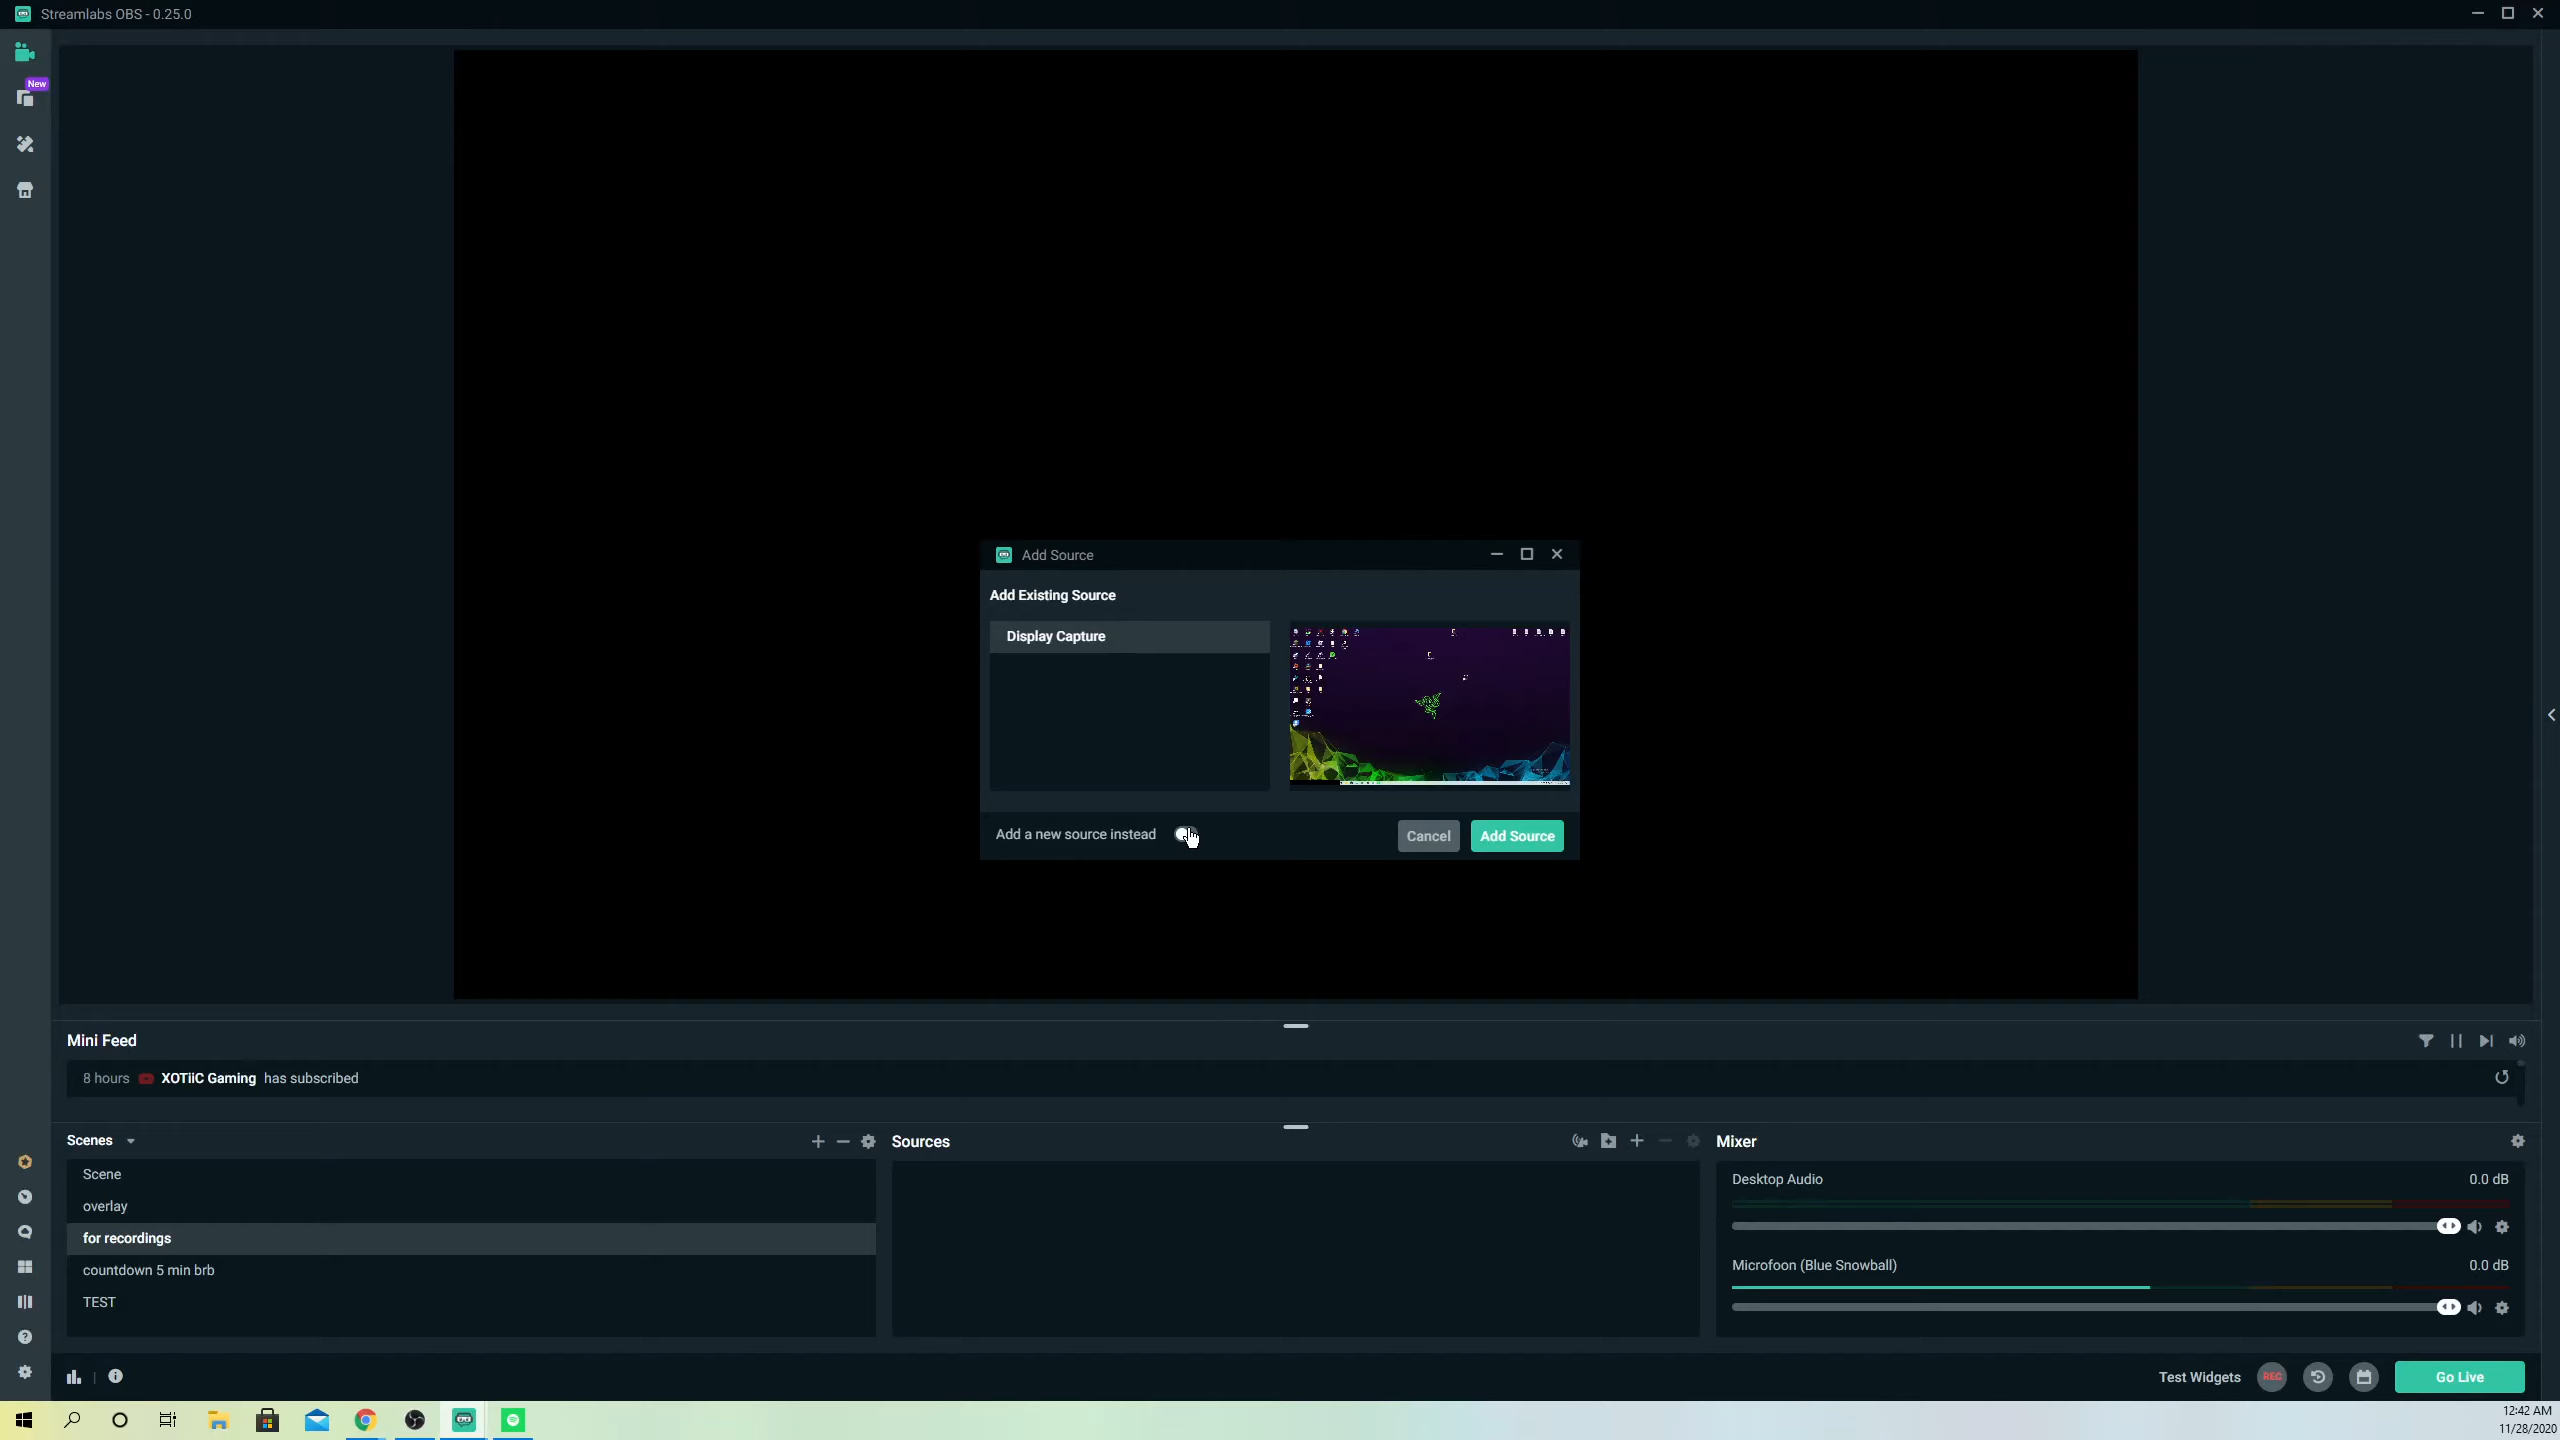 Streamlabs OBS - 0.25.0
New
Add Source
Add Existing Source
Display Capture
Add a new source instead
Cancel
Add Source
Mini Feed
8 hours XOTiiC Gaming has subscribed
Scenes
Scene
overlay
for recordings
countdown 5 min brb
TEST
Sources
Mixer
Desktop Audio 0.0 dB
Microfoon (Blue Snowball) 0.0 dB
Test Widgets
REC
Go Live
12:42 AM
11/28/2020